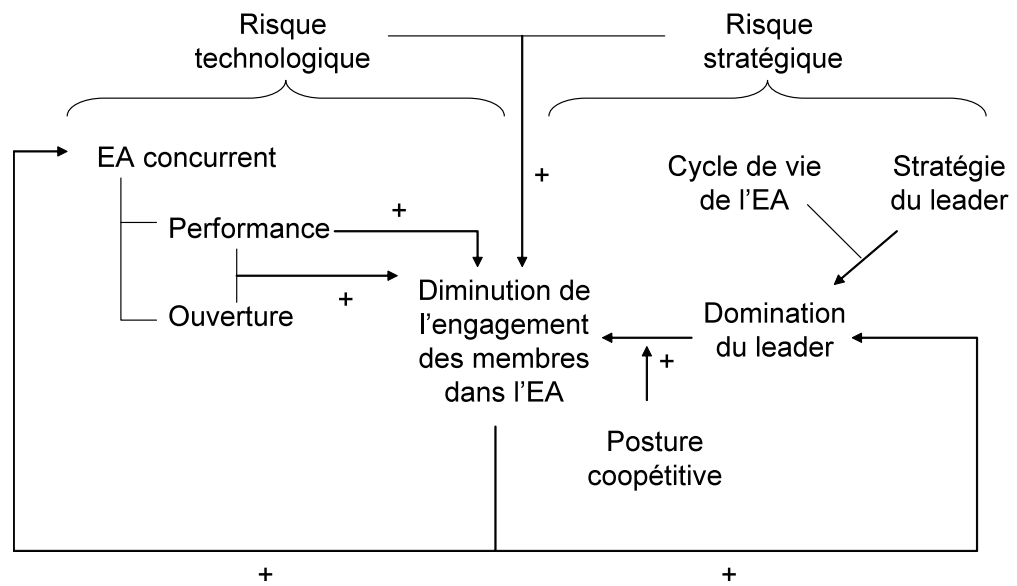 Risque
technologique
Risque
stratégique
EA concurrent
Cycle de vie
de l’EA
Stratégie
du leader
+
+
Performance
+
Ouverture
Diminution de
l’engagement
des membres
dans l’EA
Domination
du leader
+
Posture
coopétitive
+
+